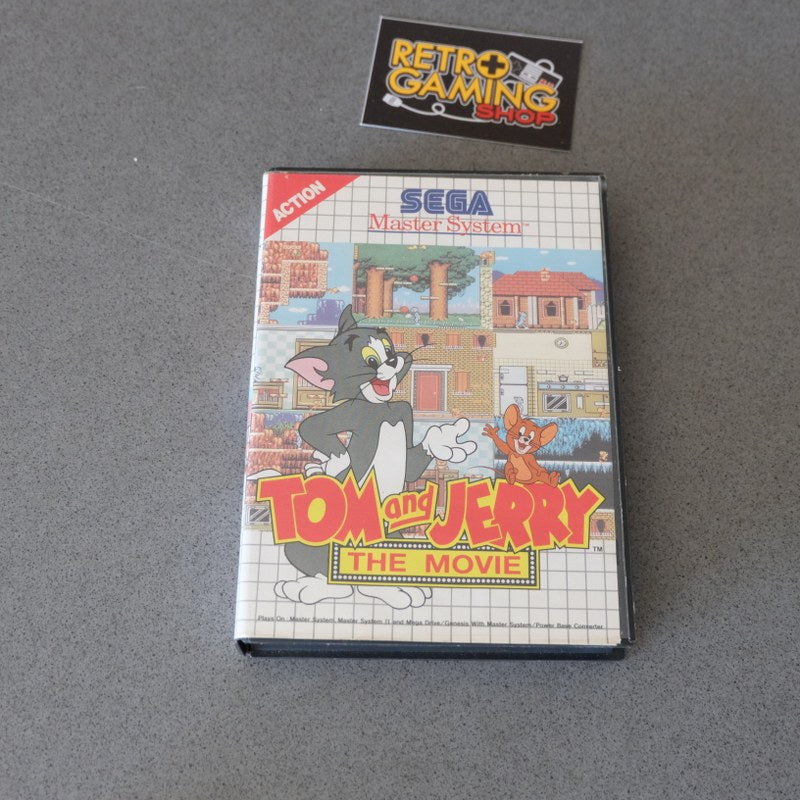 RETRO
GAMING
SHOP
ACTION
SEGA
Master System™
TOM and JERRY
™
THE MOVIE
Plays On : Master System, Master System II and Mega Drive/Genesis With Master System/Power Base Converter